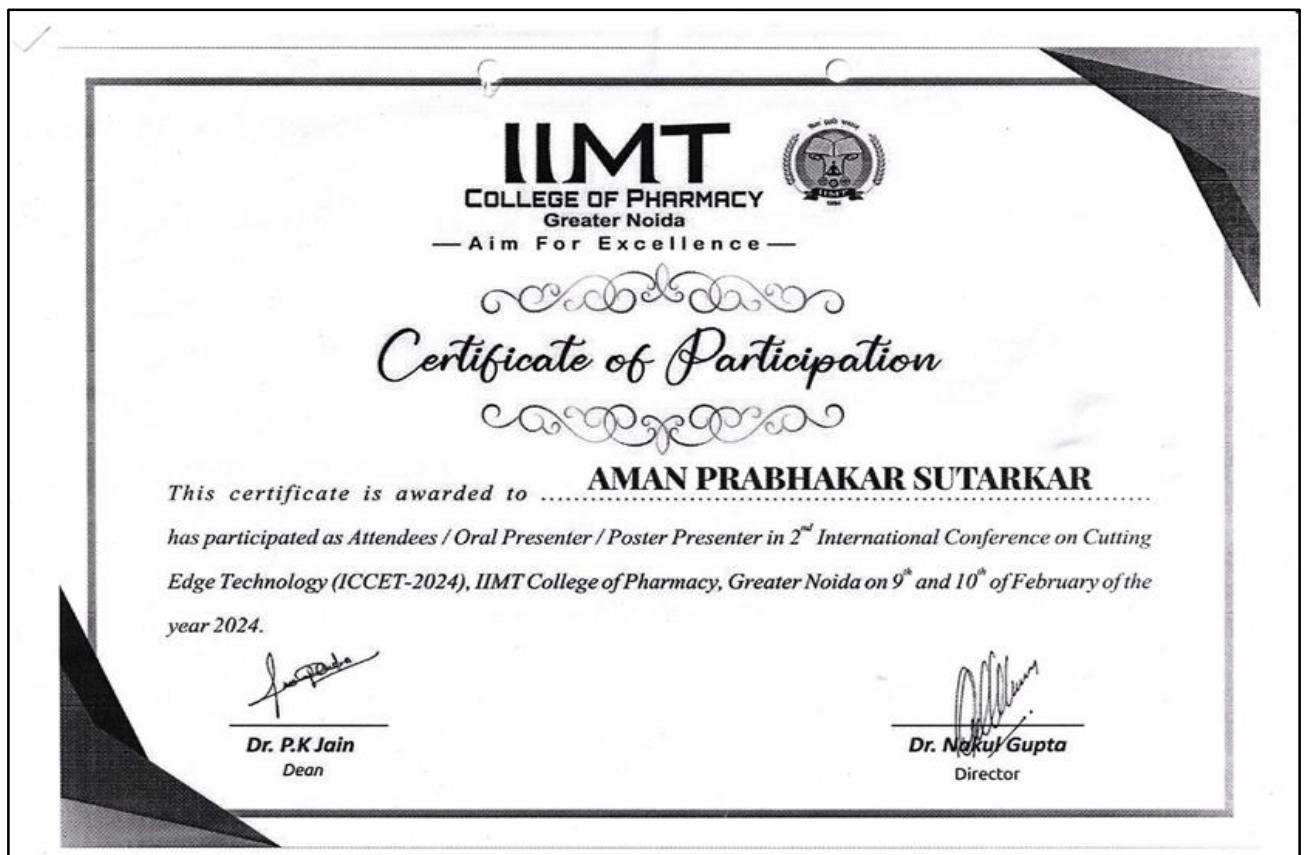 IIMT
COLLEGE OF PHARMACY
Greater Noida
— Aim For Excellence —
IIMT
Certificate of Participation
This certificate is awarded to ...... AMAN PRABHAKAR SUTARKAR
has participated as Attendees / Oral Presenter / Poster Presenter in 2nd International Conference on Cutting
Edge Technology (ICCET-2024), IIMT College of Pharmacy, Greater Noida on 9th and 10th of February of the
year 2024.
Dr. P.K Jain
Dean
Dr. Nakul Gupta
Director